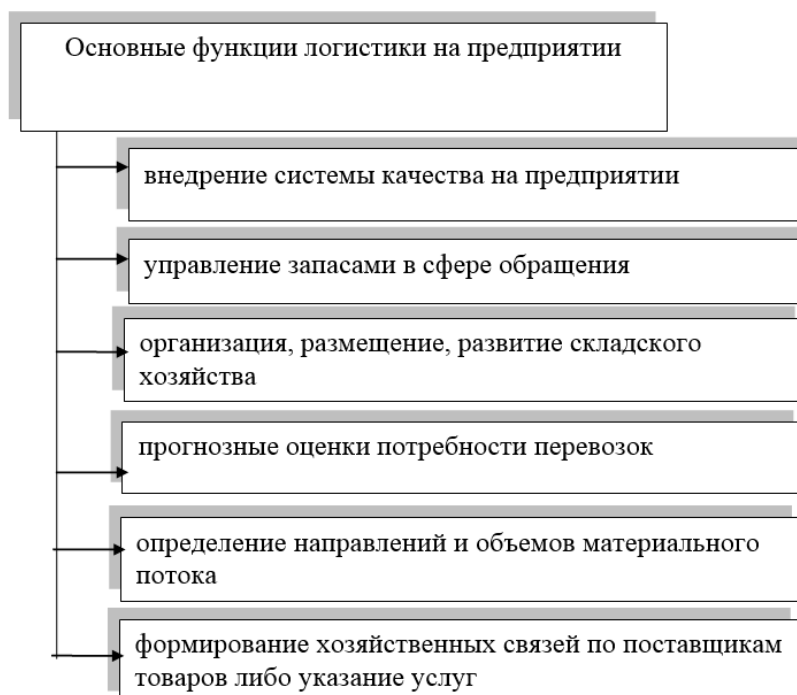 Основные функции логистики на предприятии
внедрение системы качества на предприятии
управление запасами в сфере обращения
организация, размещение, развитие складского
хозяйства
прогнозные оценки потребности перевозок
определение направлений и объемов материального
потока
формирование хозяйственных связей по поставщикам
товаров либо указание услуг